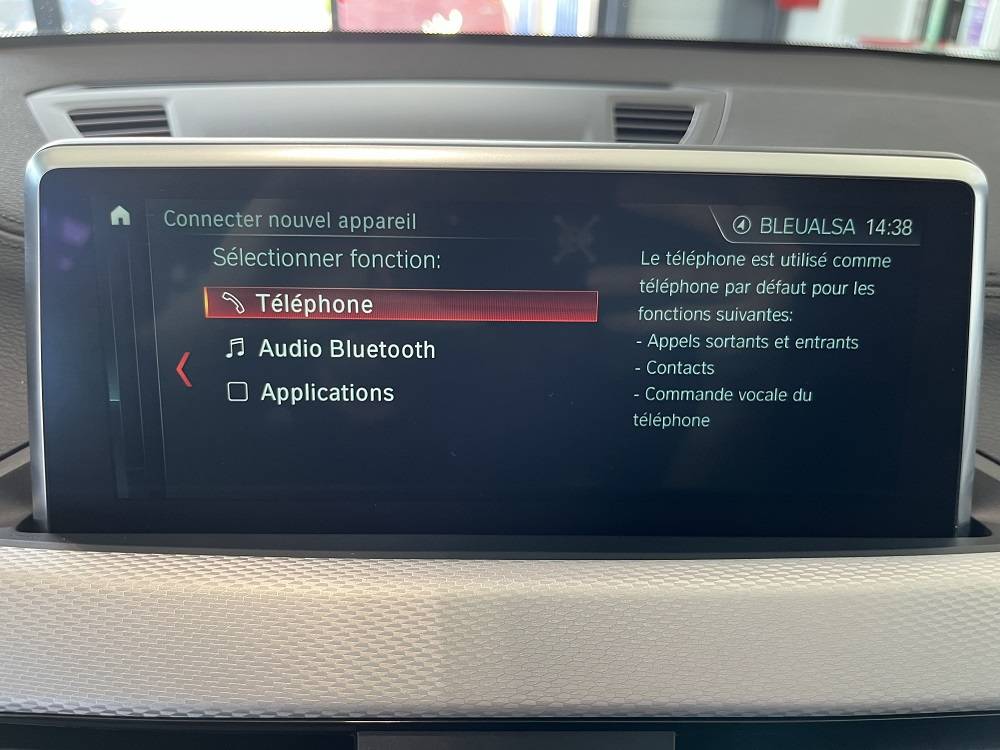 Connecter nouvel appareil
BLEUALSA 14:38
Sélectionner fonction:
Téléphone
Audio Bluetooth
Applications
Le téléphone est utilisé comme
téléphone par défaut pour les
fonctions suivantes:
- Appels sortants et entrants
- Contacts
- Commande vocale du
téléphone